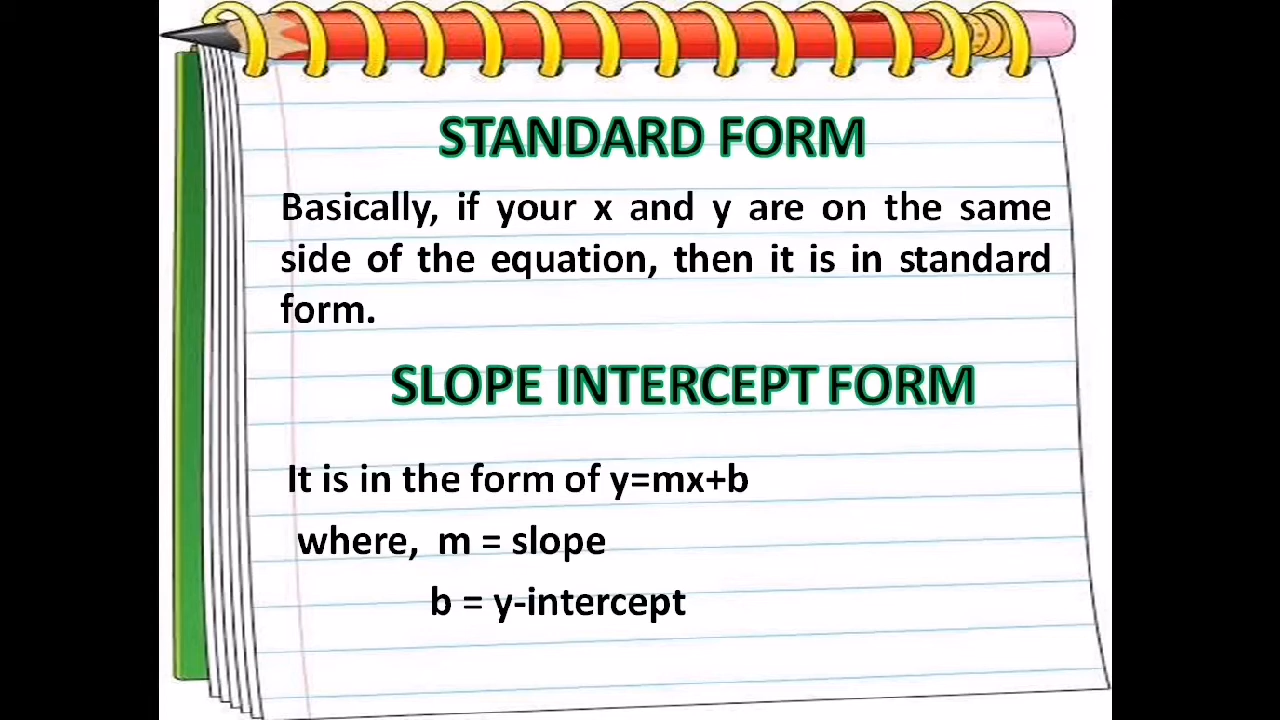 STANDARD FORM
Basically, if your x and y are on the same
side of the equation, then it is in standard
form.
SLOPE INTERCEPT FORM
It is in the form of y=mx+b
where, m = slope
b = y-intercept